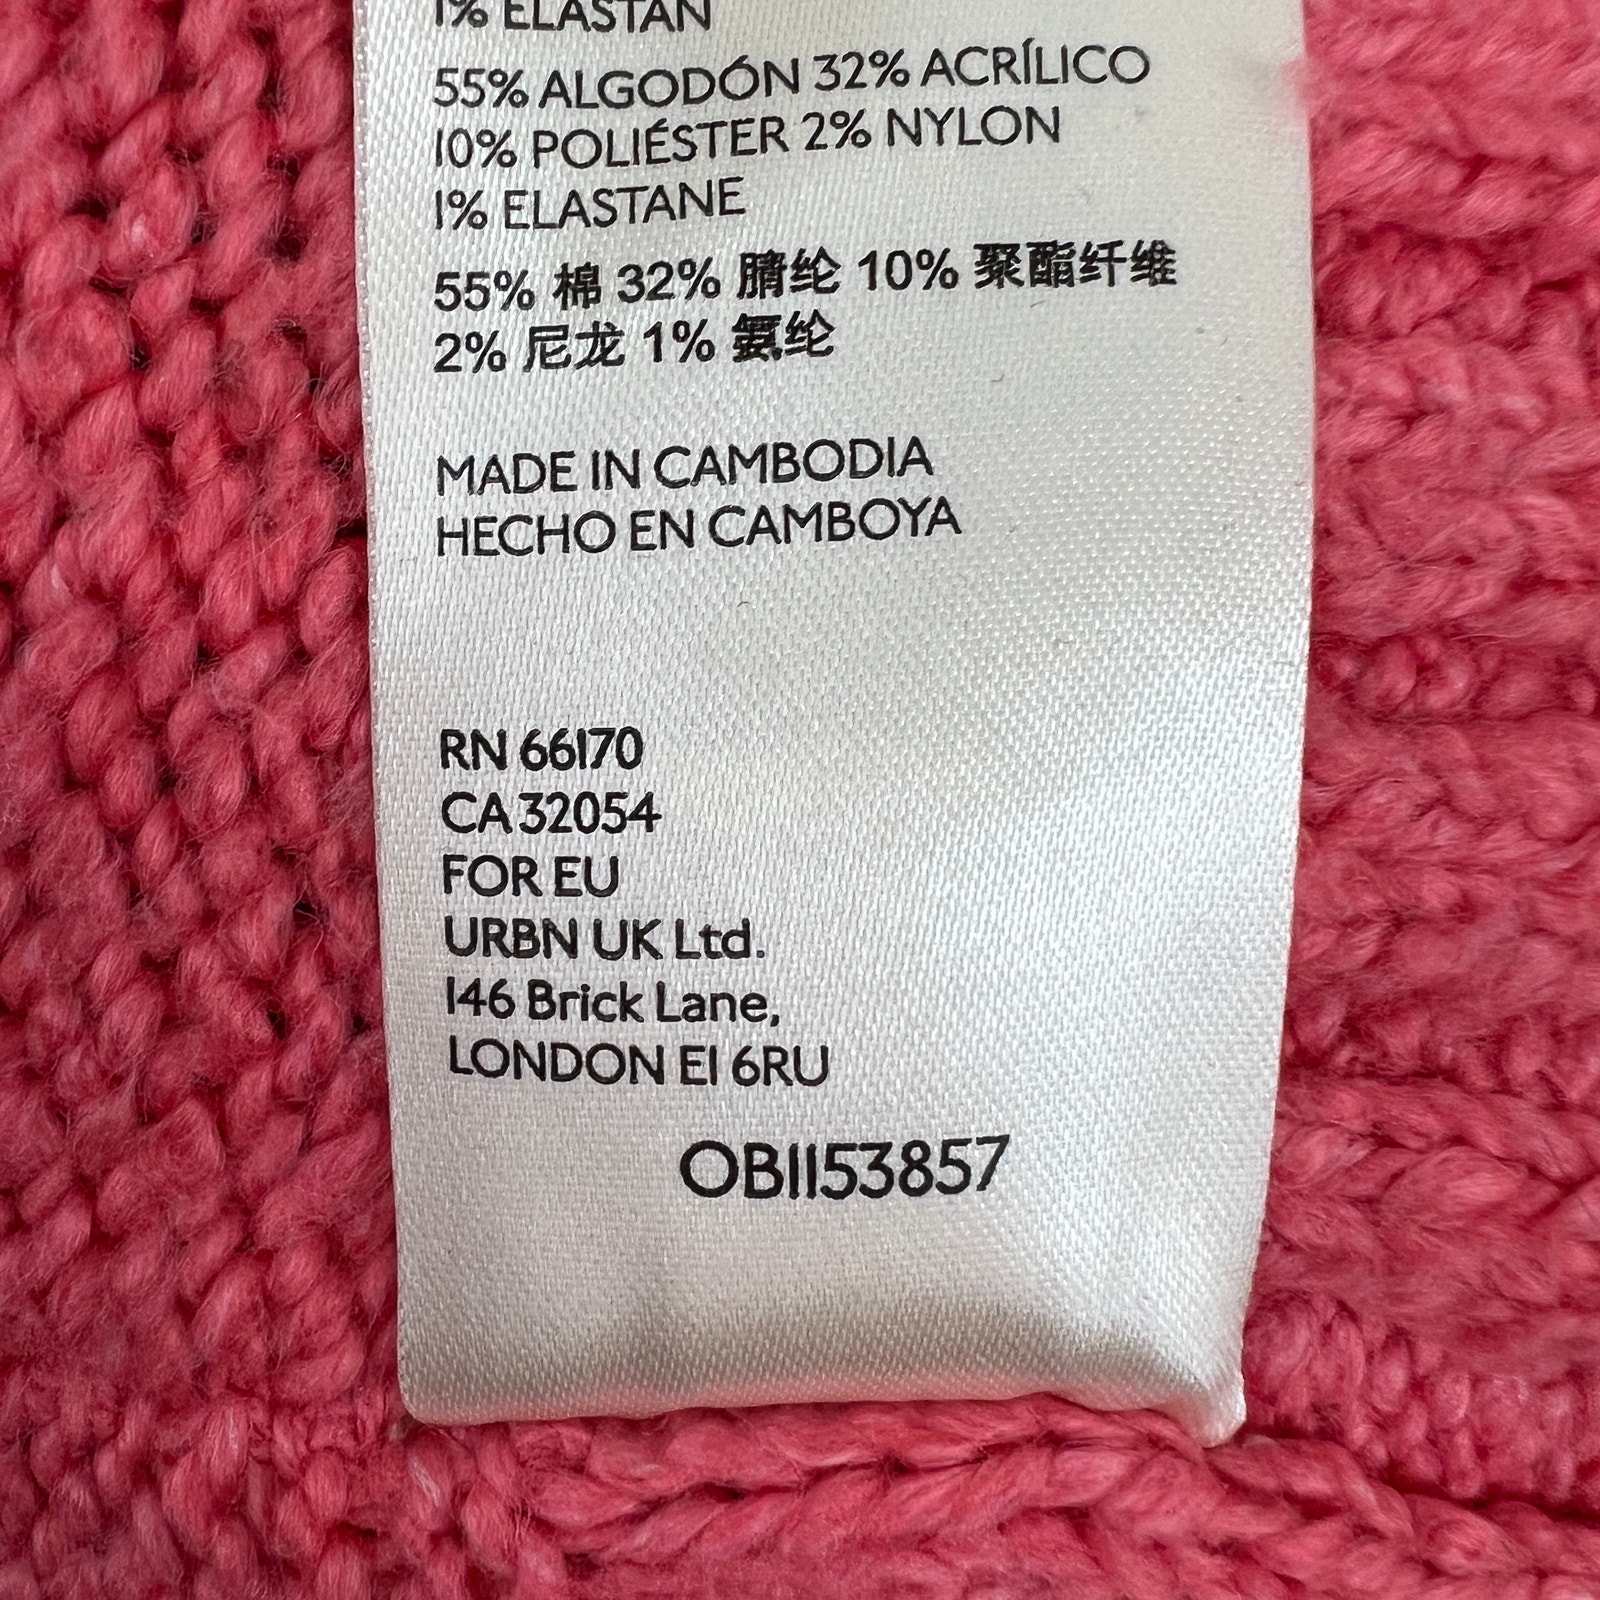 1% ELASTAN
55% ALGODÓN 32% ACRÍLICO
10% POLIÉSTER 2% NYLON
1% ELASTANE
55% 棉 32% 腈纶 10% 聚酯纤维
2% 尼龙 1% 氨纶
MADE IN CAMBODIA
HECHO EN CAMBOYA
RN 66170
CA 32054
FOR EU
URBN UK Ltd.
146 Brick Lane,
LONDON E1 6RU
OB1153857